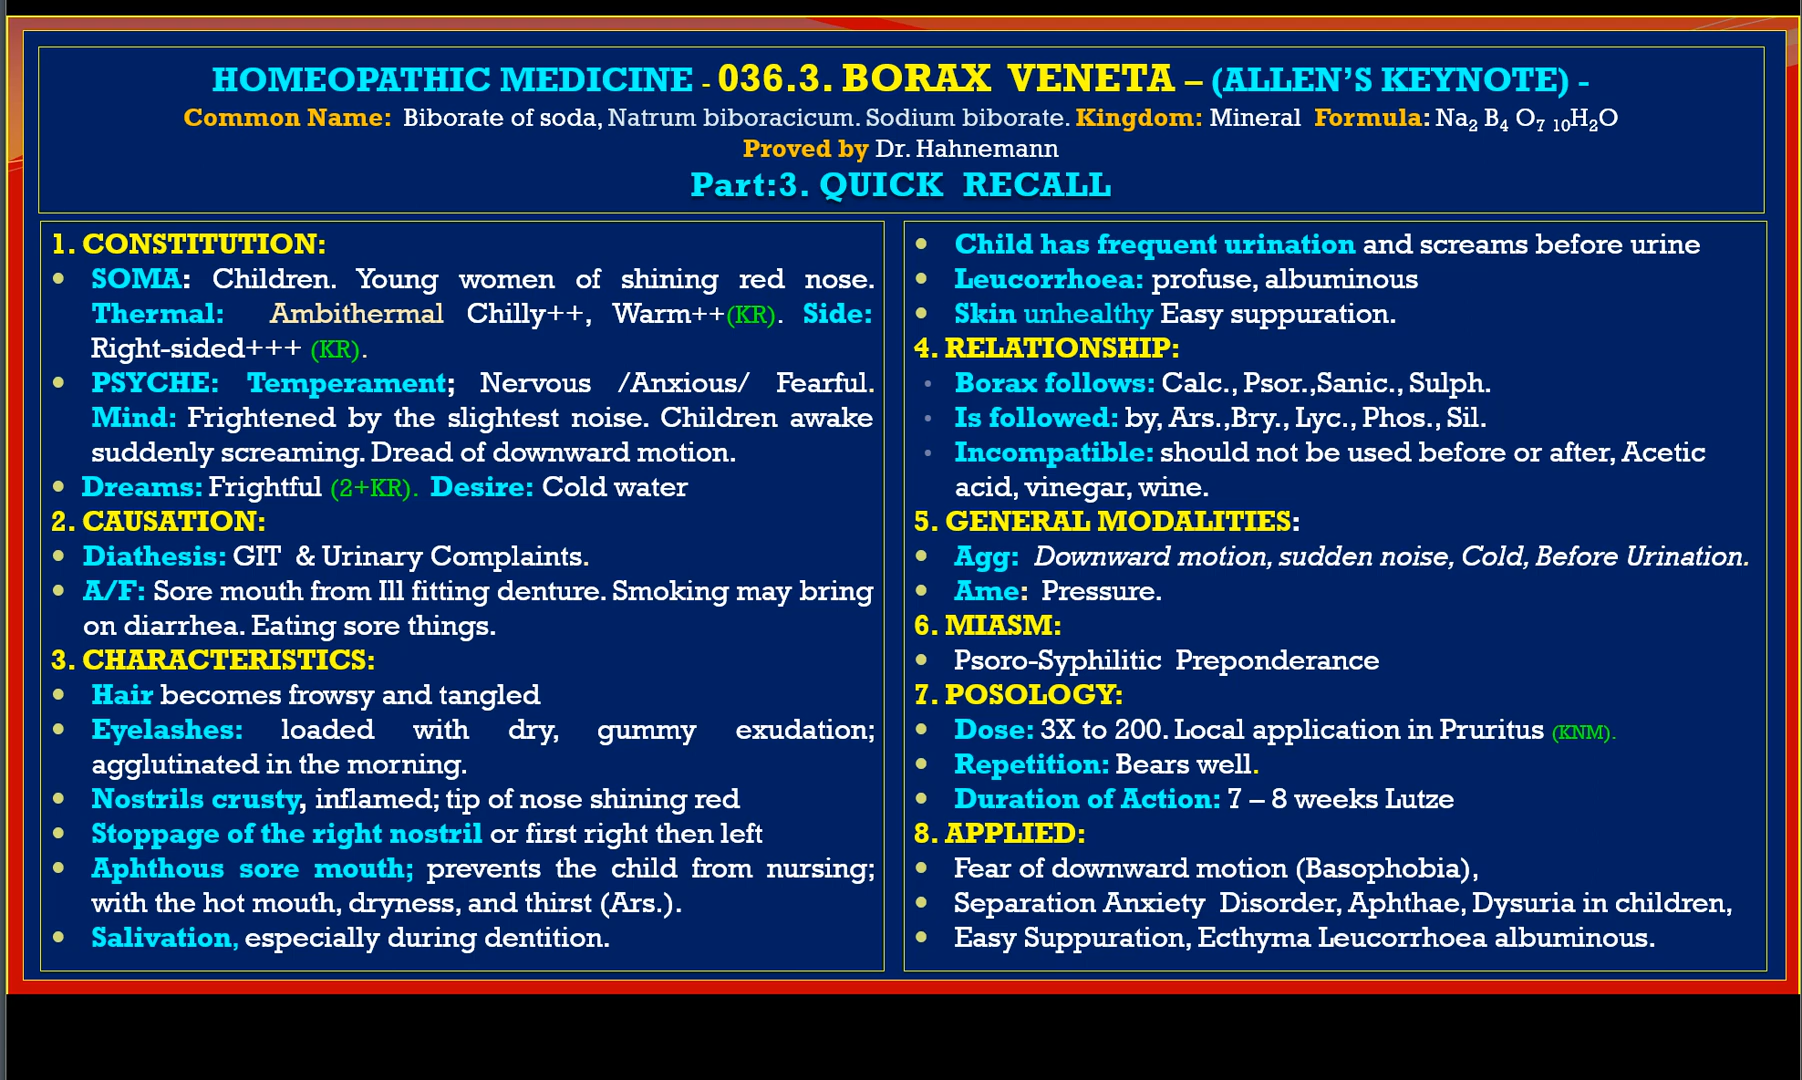 HOMEOPATHIC MEDICINE - 036.3. BORAX VENETA – (ALLEN’S KEYNOTE) -
Common Name: Biborate of soda, Natrum biboracicum. Sodium biborate. Kingdom: Mineral Formula: Na2 B4 O7 10H2O
Proved by Dr. Hahnemann
Part:3. QUICK RECALL
1. CONSTITUTION:
• SOMA: Children. Young women of shining red nose.
Thermal: Ambithermal Chilly++, Warm++(KR). Side:
Right-sided+++ (KR).
• PSYCHE: Temperament; Nervous /Anxious/ Fearful.
Mind: Frightened by the slightest noise. Children awake
suddenly screaming. Dread of downward motion.
• Dreams: Frightful (2+KR). Desire: Cold water
2. CAUSATION:
• Diathesis: GIT & Urinary Complaints.
• A/F: Sore mouth from Ill fitting denture. Smoking may bring
on diarrhea. Eating sore things.
3. CHARACTERISTICS:
• Hair becomes frowsy and tangled
• Eyelashes: loaded with dry, gummy exudation;
agglutinated in the morning.
• Nostrils crusty, inflamed; tip of nose shining red
• Stoppage of the right nostril or first right then left
• Aphthous sore mouth; prevents the child from nursing;
with the hot mouth, dryness, and thirst (Ars.).
• Salivation, especially during dentition.
• Child has frequent urination and screams before urine
• Leucorrhoea: profuse, albuminous
• Skin unhealthy Easy suppuration.
4. RELATIONSHIP:
• Borax follows: Calc., Psor.,Sanic., Sulph.
• Is followed: by, Ars.,Bry., Lyc., Phos., Sil.
• Incompatible: should not be used before or after, Acetic
acid, vinegar, wine.
5. GENERAL MODALITIES:
• Agg: Downward motion, sudden noise, Cold, Before Urination.
• Ame: Pressure.
6. MIASM:
• Psoro-Syphilitic Preponderance
7. POSOLOGY:
• Dose: 3X to 200. Local application in Pruritus (KNM).
• Repetition: Bears well.
• Duration of Action: 7 – 8 weeks Lutze
8. APPLIED:
• Fear of downward motion (Basophobia),
• Separation Anxiety Disorder, Aphthae, Dysuria in children,
• Easy Suppuration, Ecthyma Leucorrhoea albuminous.